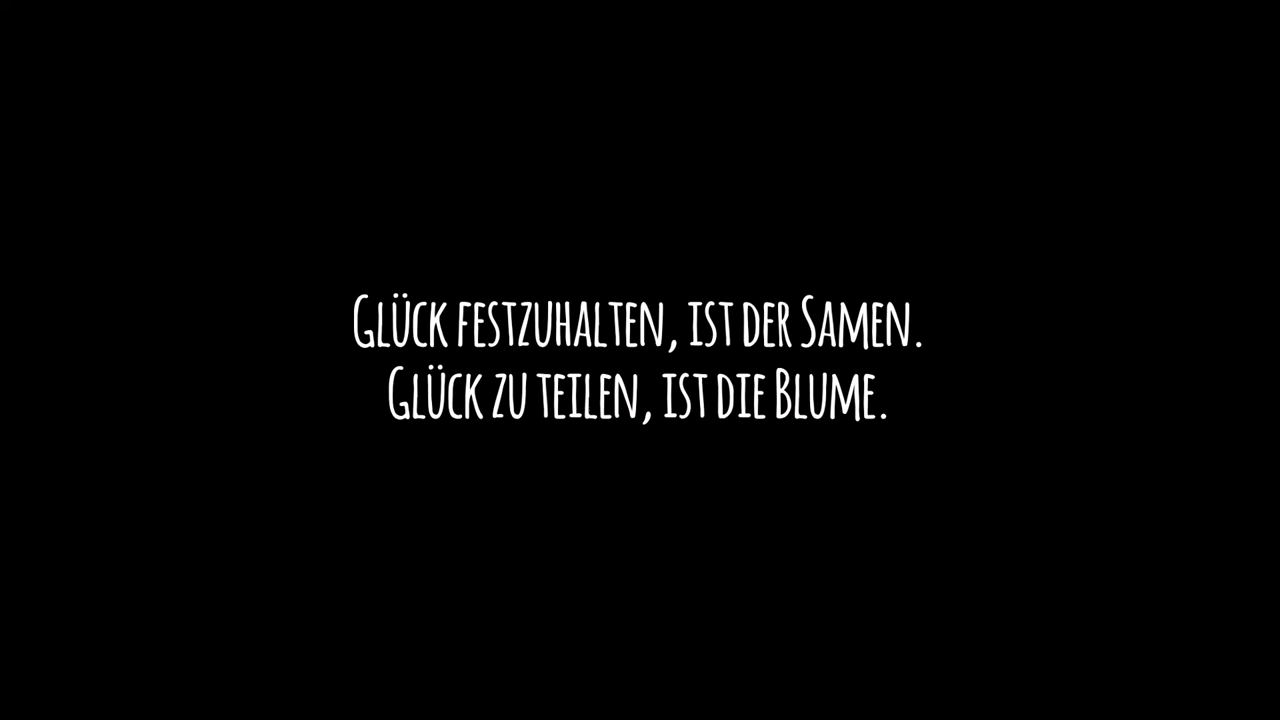 Glück festzuhalten, ist der Samen.
Glück zu teilen, ist die Blume.